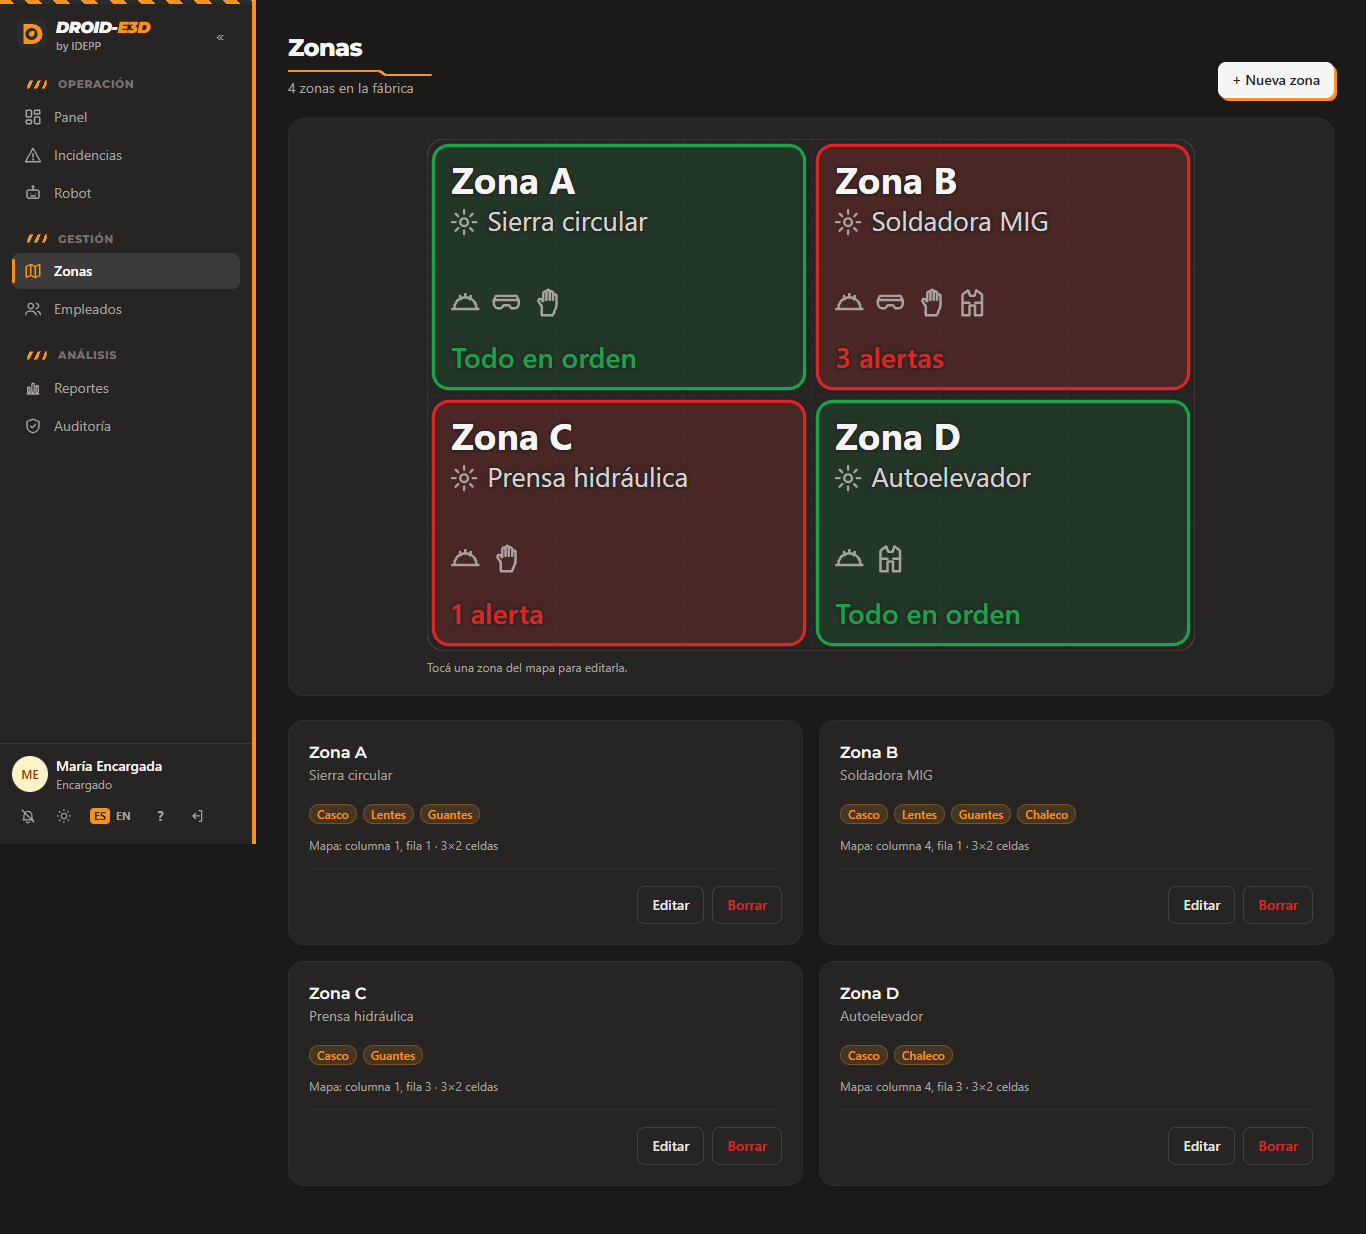 DROID-E3D
by IDEPP
«
OPERACIÓN
Panel
Incidencias
Robot
GESTIÓN
Zonas
Empleados
ANÁLISIS
Reportes
Auditoría
ME
María Encargada
Encargado
ES EN ?
Zonas
4 zonas en la fábrica
+ Nueva zona
Zona A
Sierra circular
Todo en orden
Zona B
Soldadora MIG
3 alertas
Zona C
Prensa hidráulica
1 alerta
Zona D
Autoelevador
Todo en orden
Tocá una zona del mapa para editarla.
Zona A
Sierra circular
Casco Lentes Guantes
Mapa: columna 1, fila 1 · 3×2 celdas
Editar Borrar
Zona B
Soldadora MIG
Casco Lentes Guantes Chaleco
Mapa: columna 4, fila 1 · 3×2 celdas
Editar Borrar
Zona C
Prensa hidráulica
Casco Guantes
Mapa: columna 1, fila 3 · 3×2 celdas
Editar Borrar
Zona D
Autoelevador
Casco Chaleco
Mapa: columna 4, fila 3 · 3×2 celdas
Editar Borrar